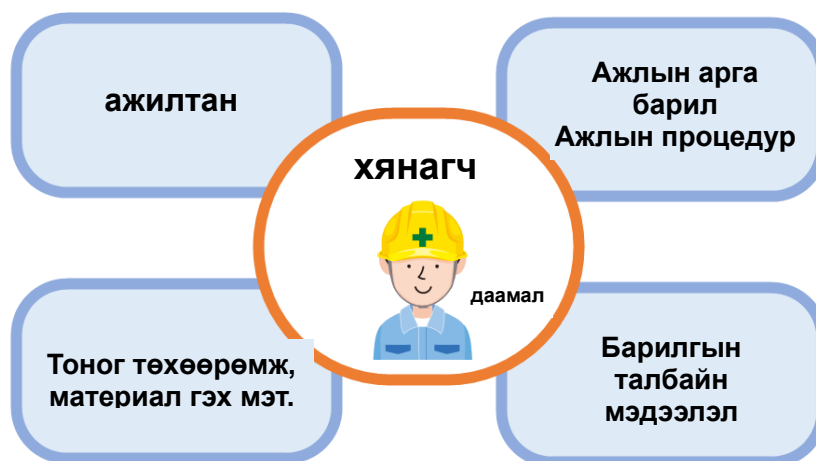 ажилтан
Ажлын арга
барил
Ажлын процедур
хянагч
даамал
Тоног төхөөрөмж,
материал гэх мэт.
Барилгын
талбайн
мэдээлэл